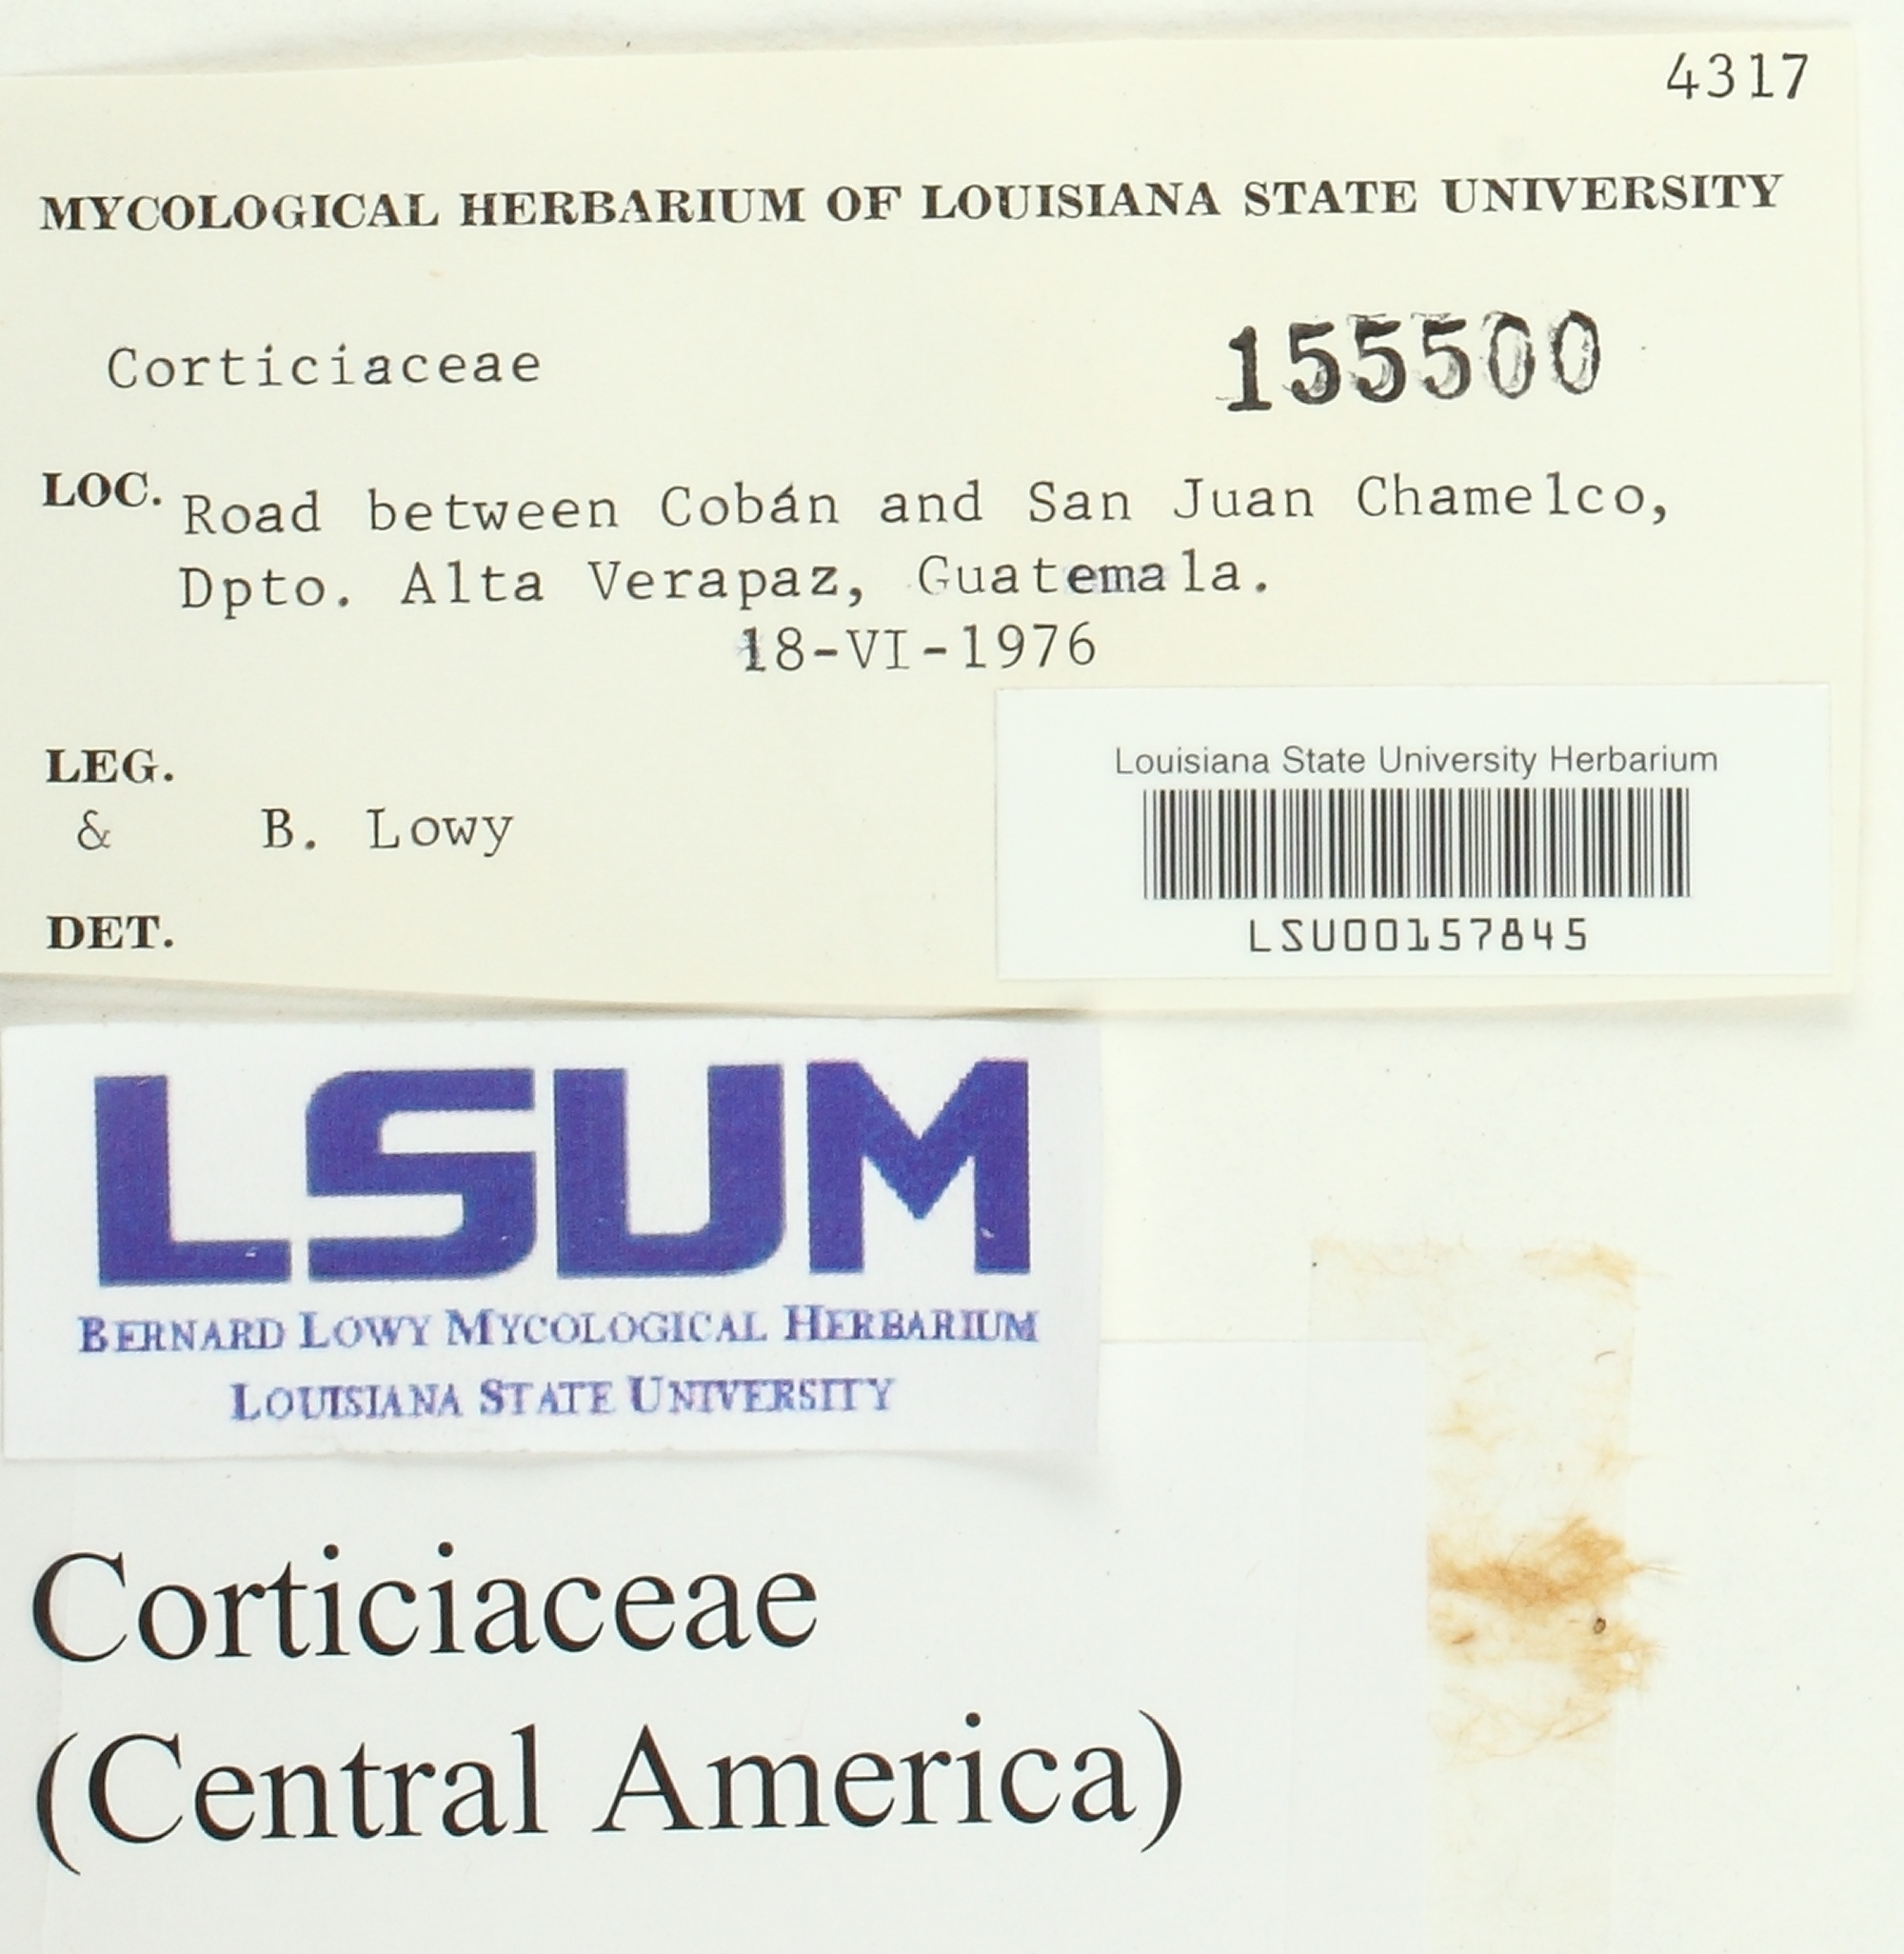 4317
MYCOLOGICAL HERBARIUM OF LOUISIANA STATE UNIVERSITY
Corticiaceae
155500
LOC. Road between Cobán and San Juan Chamelco,
Dpto. Alta Verapaz, Guatemala.
18-VI-1976
LEG.
& B. Lowy
DET.
Louisiana State University Herbarium
LSU00157845
LSUM
BERNARD LOWY MYCOLOGICAL HERBARIUM
LOUISIANA STATE UNIVERSITY
Corticiaceae
(Central America)